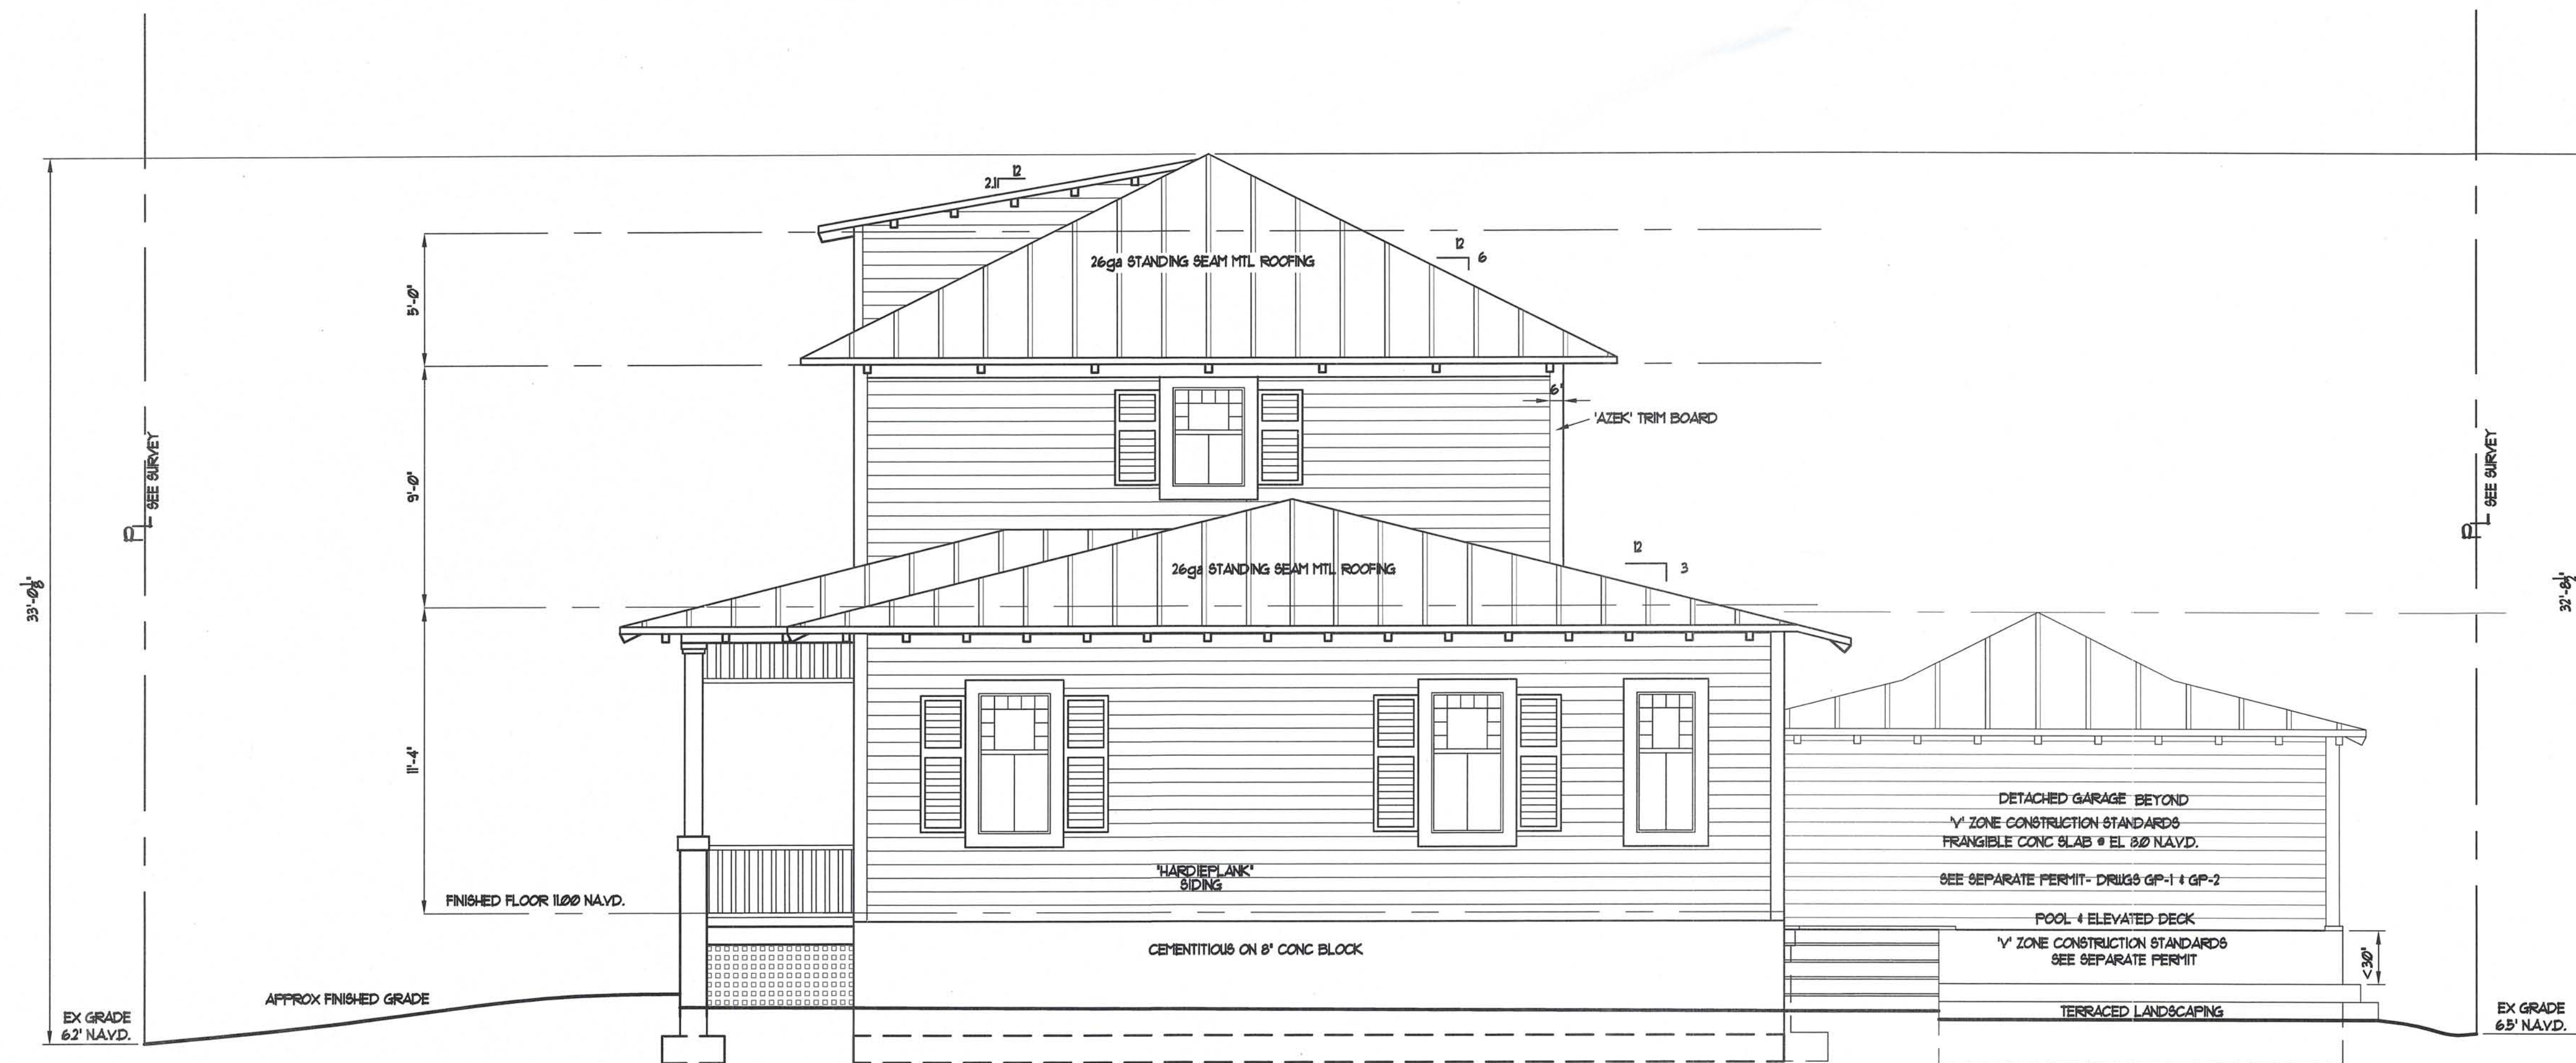 12
2.11
12
6
26ga STANDING SEAM MTL ROOFING
5'-0"
6"
'AZEK' TRIM BOARD
9'-0"
SEE SURVEY
SEE SURVEY
12
3
26ga STANDING SEAM MTL ROOFING
33'-0 1/8"
11'-4"
DETACHED GARAGE BEYOND
'V' ZONE CONSTRUCTION STANDARDS
FRANGIBLE CONC SLAB @ EL 8.0 N.A.V.D.
SEE SEPARATE PERMIT- DRWGS GP-1 & GP-2
"HARDIEPLANK"
SIDING
FINISHED FLOOR 11.00 N.A.V.D.
POOL & ELEVATED DECK
'V' ZONE CONSTRUCTION STANDARDS
SEE SEPARATE PERMIT
<30"
CEMENTITIOUS ON 8" CONC BLOCK
APPROX FINISHED GRADE
TERRACED LANDSCAPING
EX GRADE
6.2' N.A.V.D.
EX GRADE
6.5' N.A.V.D.